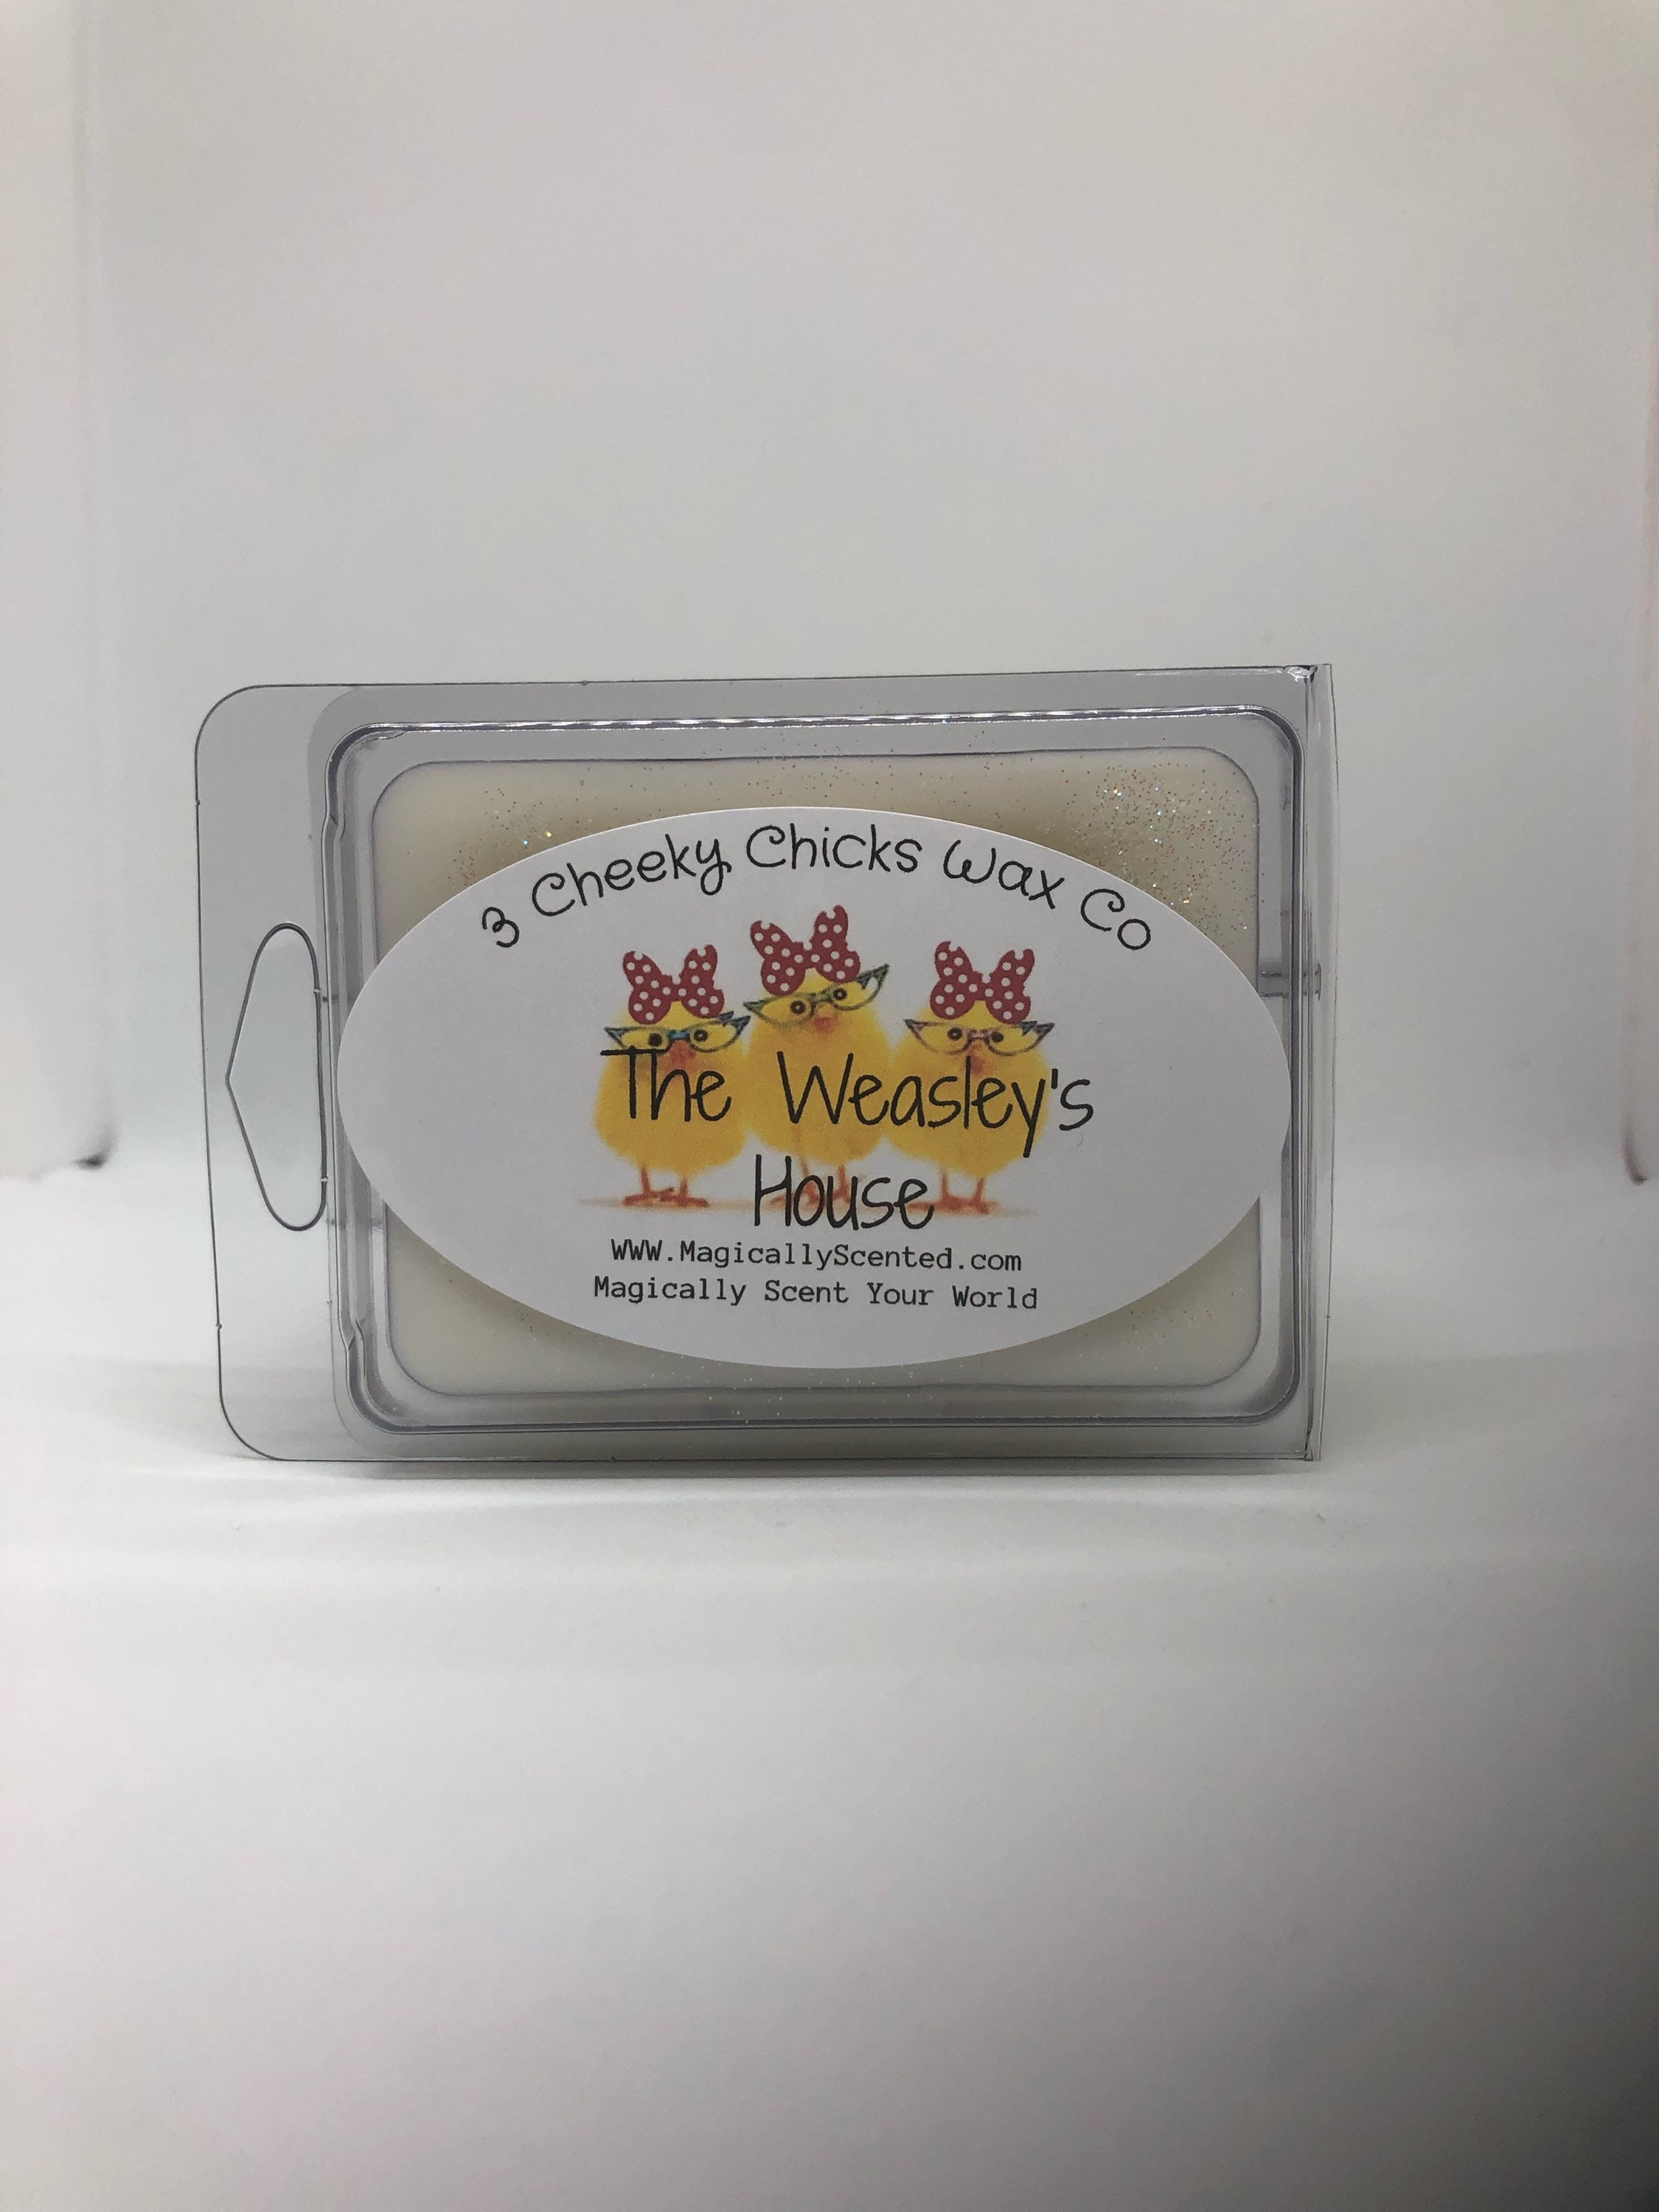 3 Cheeky Chicks Wax Co
The Weasley's
House
WWW.MagicallyScented.com
Magically Scent Your World